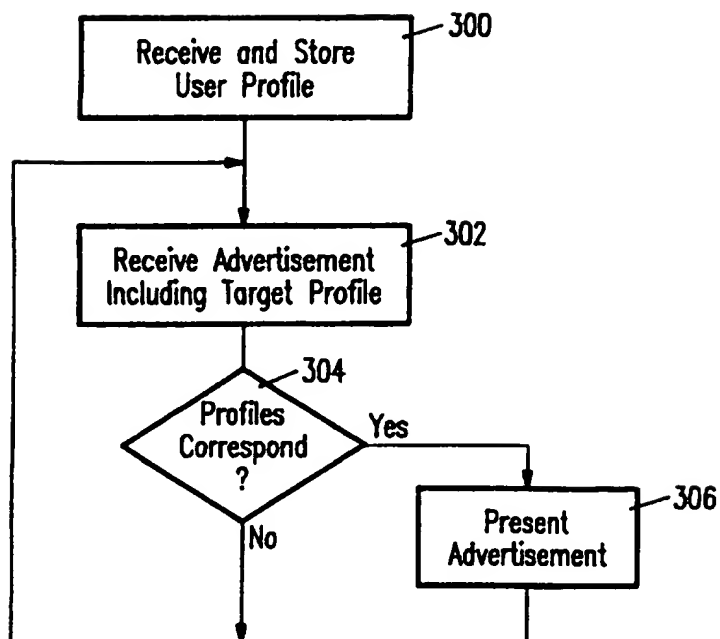 300
Receive and Store
User Profile
302
Receive Advertisement
Including Target Profile
304
Profiles
Correspond
?
Yes
No
306
Present
Advertisement